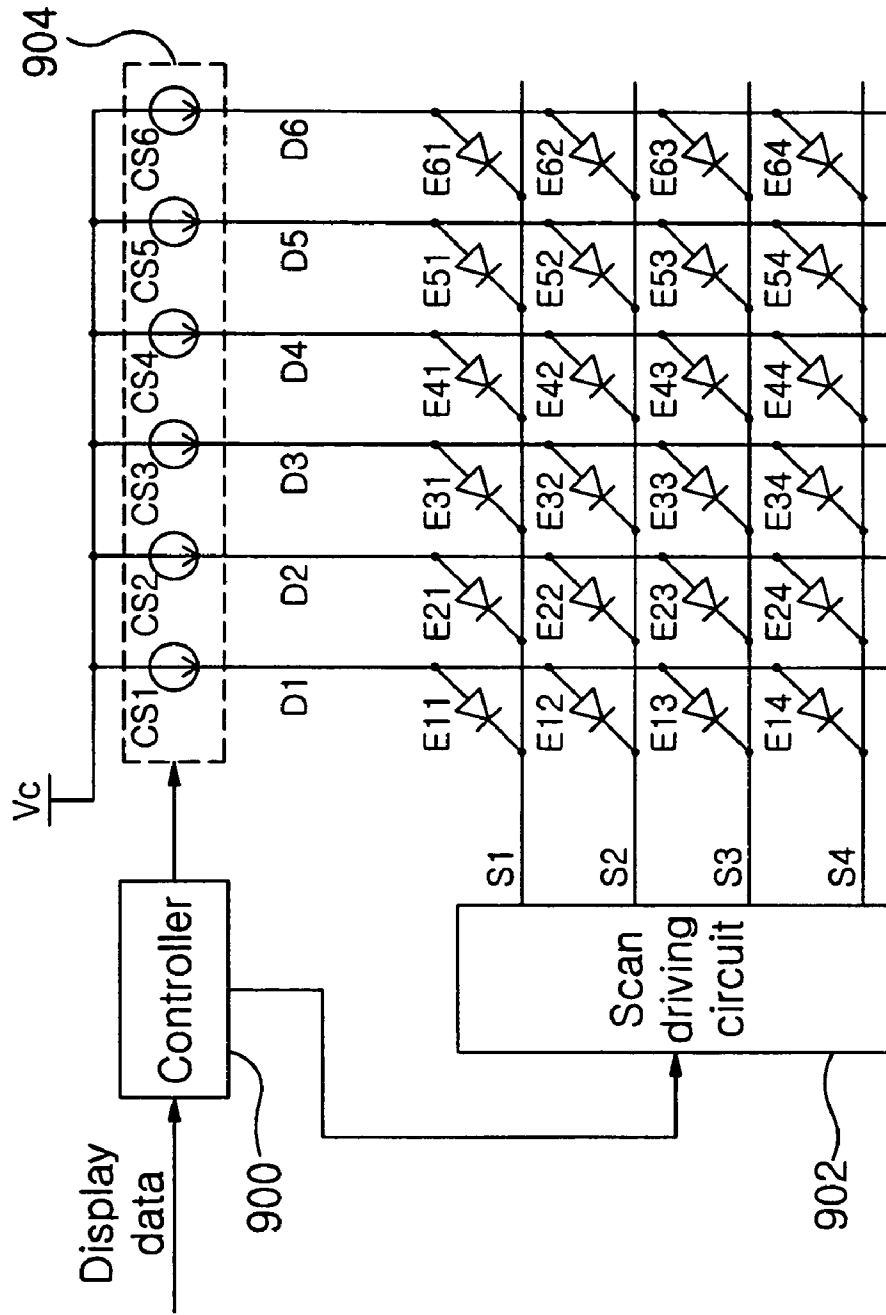 Display
data
Controller
900
Vc
904
CS1 CS2 CS3 CS4 CS5 CS6
D1 D2 D3 D4 D5 D6
E11 E21 E31 E41 E51 E61
S1
E12 E22 E32 E42 E52 E62
S2
E13 E23 E33 E43 E53 E63
S3
E14 E24 E34 E44 E54 E64
S4
Scan
driving
circuit
902